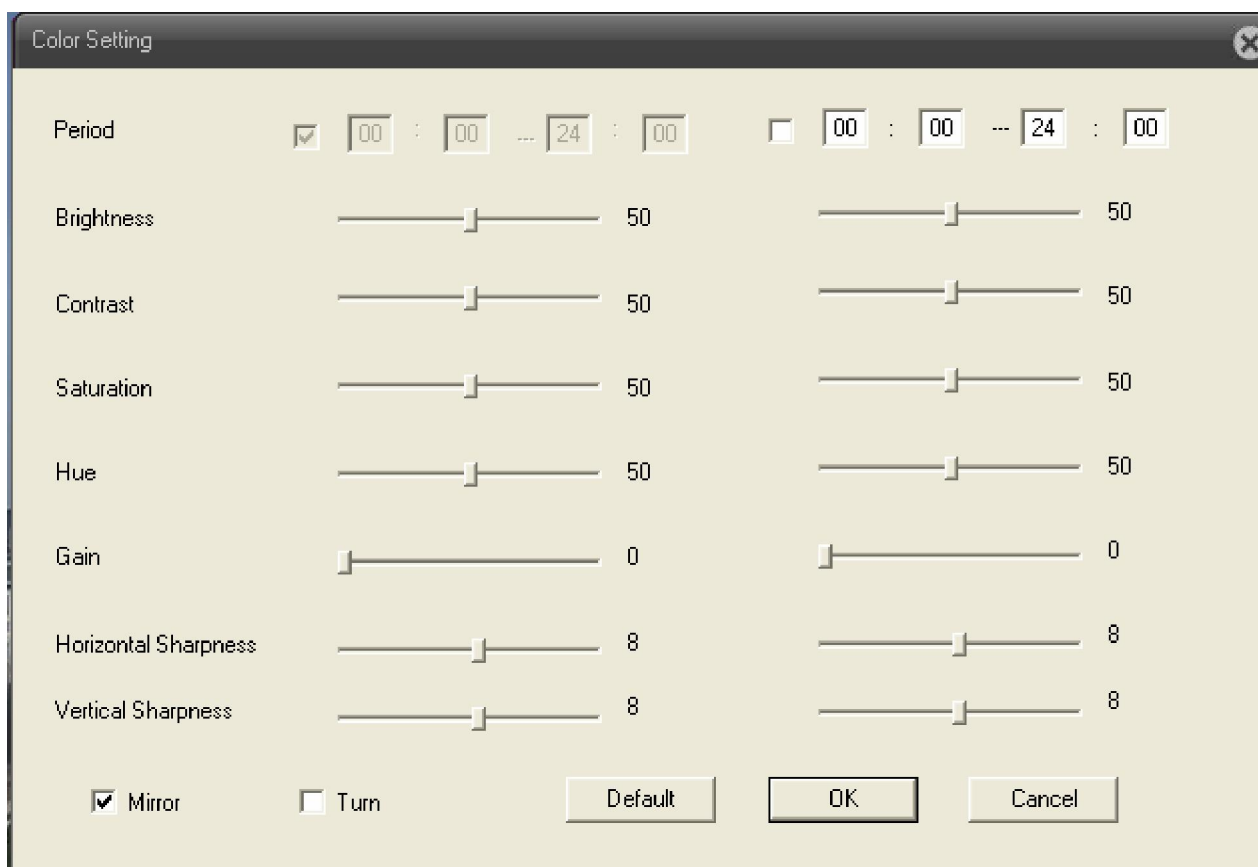 Color Setting
Period 00 : 00 --- 24 : 00 00 : 00 --- 24 : 00
Brightness 50 50
Contrast 50 50
Saturation 50 50
Hue 50 50
Gain 0 0
Horizontal Sharpness 8 8
Vertical Sharpness 8 8
Mirror Turn Default OK Cancel